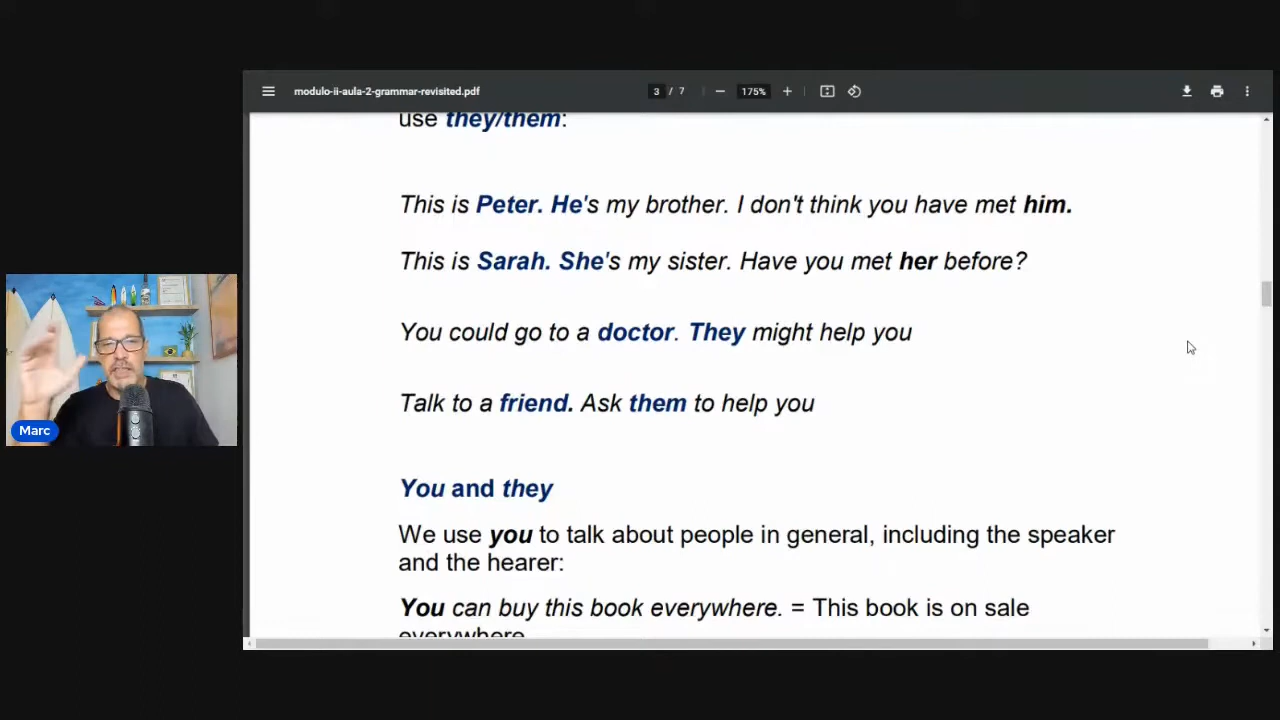 modulo-ii-aula-2-grammar-revisited.pdf
3 / 7
175%
use they/them:
This is Peter. He's my brother. I don't think you have met him.
This is Sarah. She's my sister. Have you met her before?
You could go to a doctor. They might help you
Talk to a friend. Ask them to help you
Marc
You and they
We use you to talk about people in general, including the speaker
and the hearer:
You can buy this book everywhere. = This book is on sale
everywhere